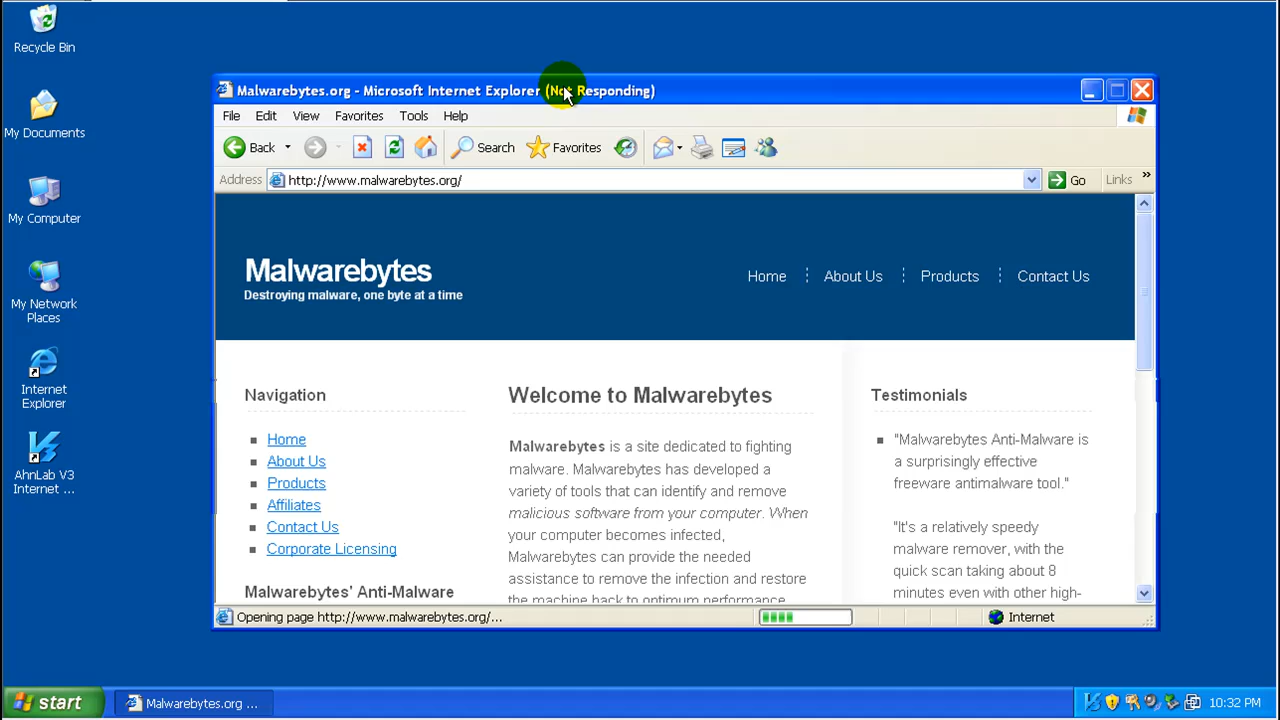 Recycle Bin
My Documents
My Computer
My Network
Places
Internet
Explorer
AhnLab V3
Internet ...
Malwarebytes.org - Microsoft Internet Explorer (Not Responding)
File Edit View Favorites Tools Help
Back Search Favorites
Address http://www.malwarebytes.org/ Go Links »
Malwarebytes
Destroying malware, one byte at a time
Home About Us Products Contact Us
Navigation
Home
About Us
Products
Affiliates
Contact Us
Corporate Licensing
Malwarebytes' Anti-Malware
Welcome to Malwarebytes
Malwarebytes is a site dedicated to fighting
malware. Malwarebytes has developed a
variety of tools that can identify and remove
malicious software from your computer. When
your computer becomes infected,
Malwarebytes can provide the needed
assistance to remove the infection and restore
the machine back to optimum performance
Testimonials
"Malwarebytes Anti-Malware is
a surprisingly effective
freeware antimalware tool."
"It's a relatively speedy
malware remover, with the
quick scan taking about 8
minutes even with other high-
Opening page http://www.malwarebytes.org/...
Internet
start
Malwarebytes.org ...
10:32 PM